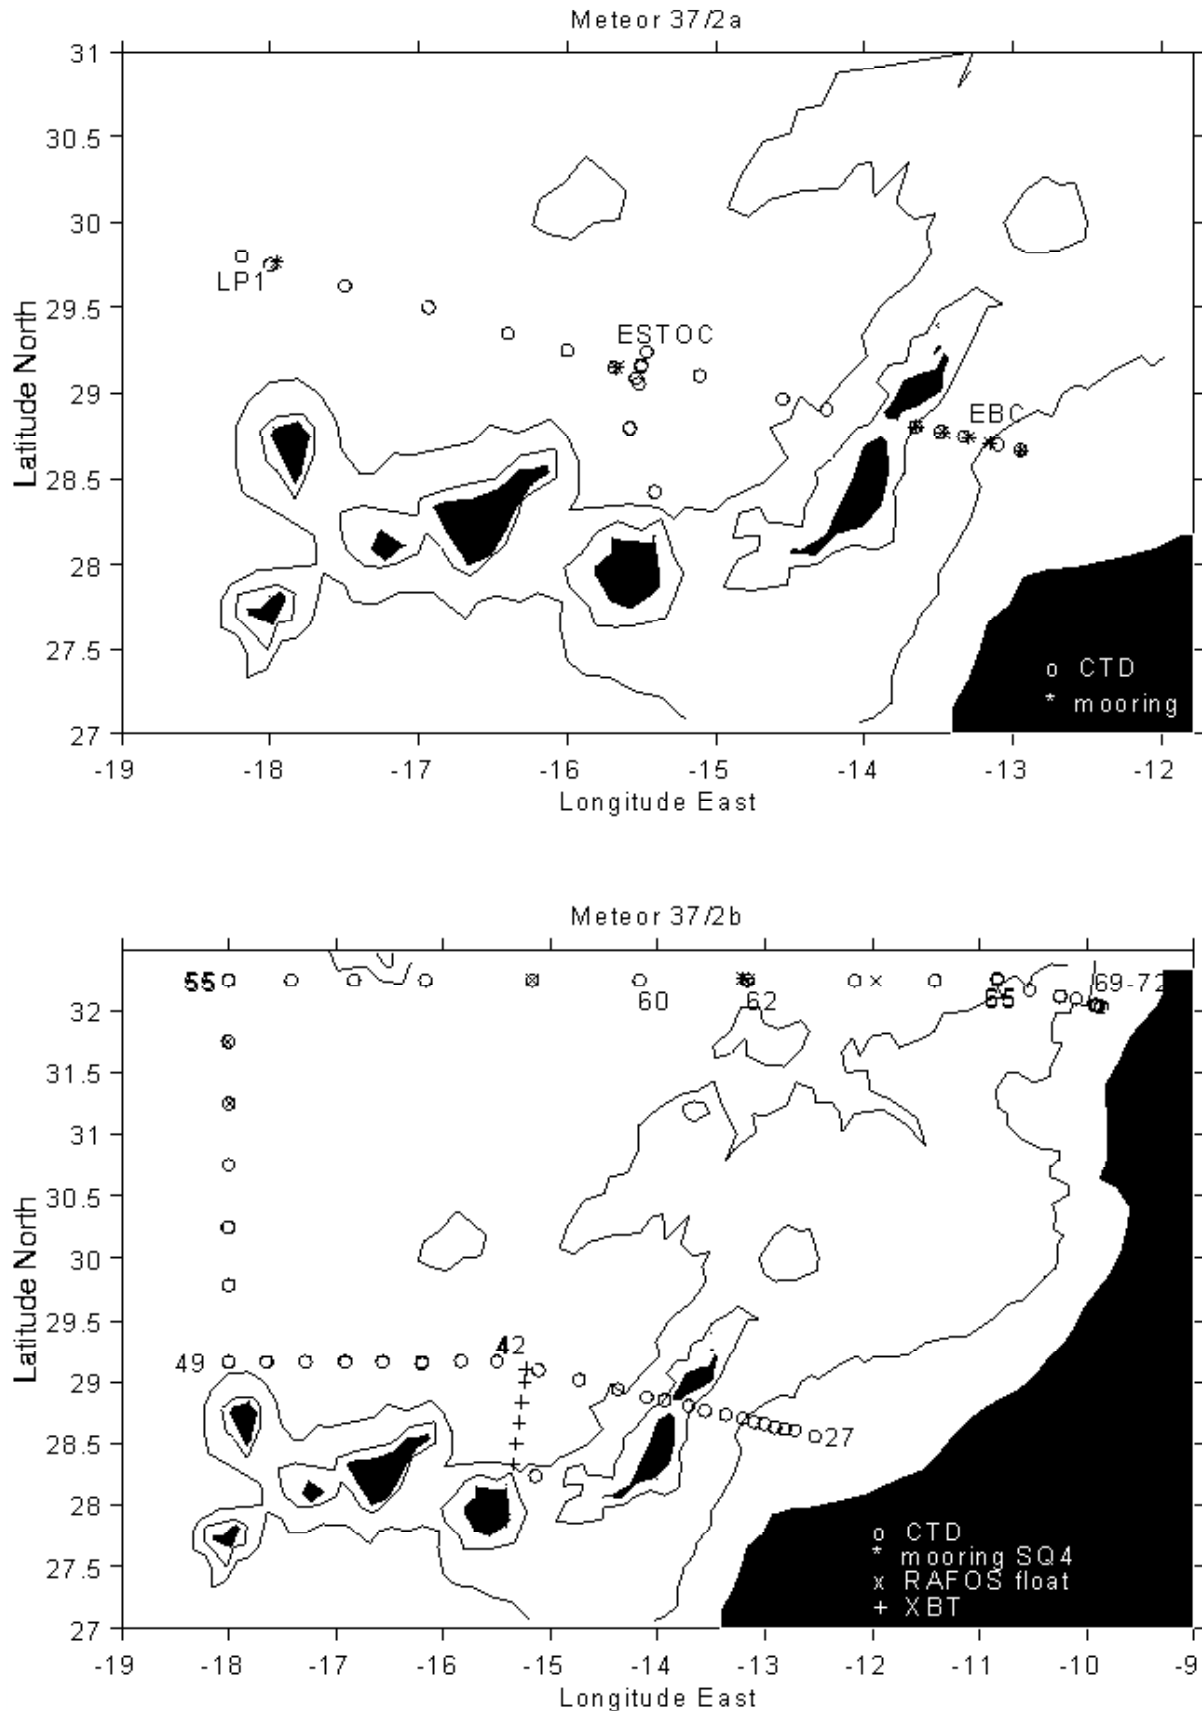 Meteor 37/2a
31
30.5
30
29.5
29
28.5
28
27.5
27
Latitude North
LP1
ESTOC
EBC
o CTD
* mooring
-19 -18 -17 -16 -15 -14 -13 -12
Longitude East
Meteor 37/2b
32
31.5
31
30.5
30
29.5
29
28.5
28
27.5
27
Latitude North
55 60 62 65 69-72
49 42 27
o CTD
* mooring SQ4
x RAFOS float
+ XBT
-19 -18 -17 -16 -15 -14 -13 -12 -11 -10 -9
Longitude East